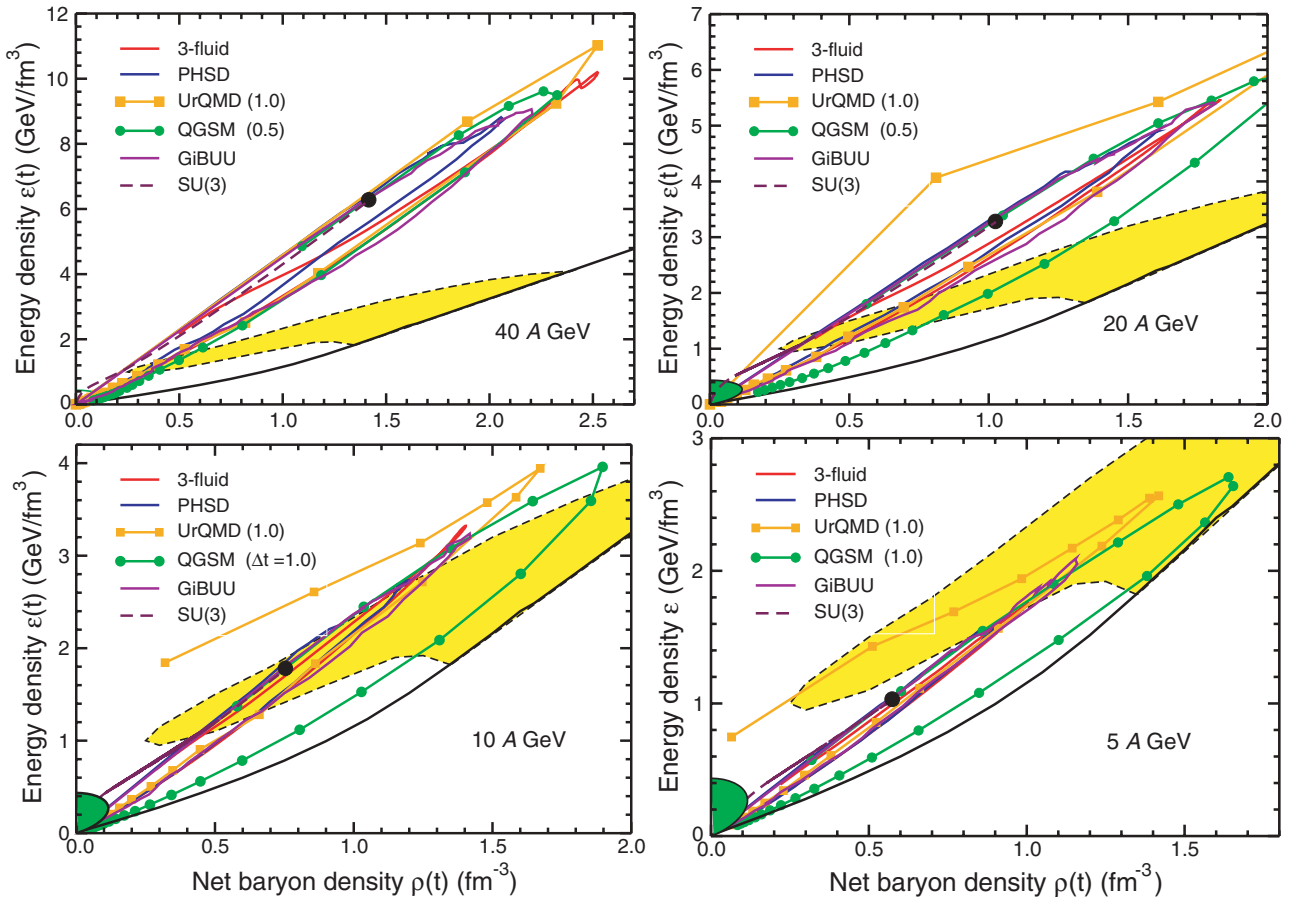 Energy density ε(t) (GeV/fm³)
12
10
8
6
4
2
0
3-fluid
PHSD
UrQMD (1.0)
QGSM (0.5)
GiBUU
SU(3)
40 A GeV
0.0 0.5 1.0 1.5 2.0 2.5
Energy density ε(t) (GeV/fm³)
7
6
5
4
3
2
1
0
3-fluid
PHSD
UrQMD (1.0)
QGSM (0.5)
GiBUU
SU(3)
20 A GeV
0.0 0.5 1.0 1.5 2.0
Energy density ε(t) (GeV/fm³)
4
3
2
1
0
3-fluid
PHSD
UrQMD (1.0)
QGSM (Δt =1.0)
GiBUU
SU(3)
10 A GeV
0.0 0.5 1.0 1.5 2.0
Net baryon density ρ(t) (fm⁻³)
Energy density ε (GeV/fm³)
3
2
1
0
3-fluid
PHSD
UrQMD (1.0)
QGSM (1.0)
GiBUU
SU(3)
5 A GeV
0.0 0.5 1.0 1.5
Net baryon density ρ(t) (fm⁻³)